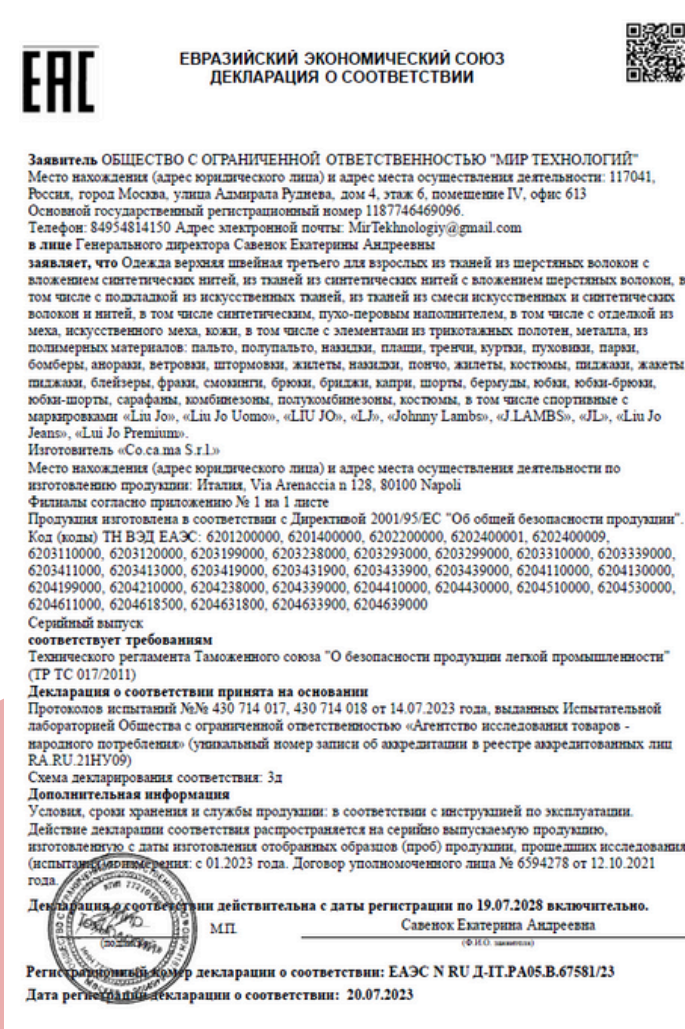 ЕАС
ЕВРАЗИЙСКИЙ ЭКОНОМИЧЕСКИЙ СОЮЗ
ДЕКЛАРАЦИЯ О СООТВЕТСТВИИ
Заявитель ОБЩЕСТВО С ОГРАНИЧЕННОЙ ОТВЕТСТВЕННОСТЬЮ "МИР ТЕХНОЛОГИЙ"
Место нахождения (адрес юридического лица) и адрес места осуществления деятельности: 117041,
Россия, город Москва, улица Адмирала Руднева, дом 4, этаж 6, помещение IV, офис 613
Основной государственный регистрационный номер 1187746469096.
Телефон: 84954814150 Адрес электронной почты: MirTekhnologiy@gmail.com
в лице Генерального директора Савенок Екатерины Андреевны
заявляет, что Одежда верхняя швейная третьего для взрослых из тканей из шерстяных волокон с
вложением синтетических нитей, из тканей из синтетических нитей с вложением шерстяных волокон, в
том числе с подкладкой из искусственных тканей, из тканей из смеси искусственных и синтетических
волокон и нитей, в том числе синтетическим, пухо-перовым наполнителем, в том числе с отделкой из
меха, искусственного меха, кожи, в том числе с элементами из трикотажных полотен, металла, из
полимерных материалов: пальто, полупальто, накидки, плащи, тренчи, куртки, пуховики, парки,
бомберы, анораки, ветровки, штормовки, жилеты, накидки, пончо, жилеты, костюмы, пиджаки, жакеты
пиджаки, блейзеры, фраки, смокинги, брюки, бриджи, капри, шорты, бермуды, юбки, юбки-брюки,
юбки-шорты, сарафаны, комбинезоны, полукомбинезоны, костюмы, в том числе спортивные с
маркировками «Liu Jo», «Liu Jo Uomo», «LIU JO», «LJ», «Johnny Lambs», «J.LAMBS», «JL», «Liu Jo
Jeans», «Lui Jo Premium».
Изготовитель «Co.ca.ma S.r.l.»
Место нахождения (адрес юридического лица) и адрес места осуществления деятельности по
изготовлению продукции: Италия, Via Arenaccia n 128, 80100 Napoli
Филиалы согласно приложению № 1 на 1 листе
Продукция изготовлена в соответствии с Директивой 2001/95/ЕС "Об общей безопасности продукции".
Код (коды) ТН ВЭД ЕАЭС: 6201200000, 6201400000, 6202200000, 6202400001, 6202400009,
6203110000, 6203120000, 6203199000, 6203238000, 6203293000, 6203299000, 6203310000, 6203339000,
6203411000, 6203413000, 6203419000, 6203431900, 6203433900, 6203439000, 6204110000, 6204130000,
6204199000, 6204210000, 6204238000, 6204339000, 6204410000, 6204430000, 6204510000, 6204530000,
6204611000, 6204618500, 6204631800, 6204633900, 6204639000
Серийный выпуск
соответствует требованиям
Технического регламента Таможенного союза "О безопасности продукции легкой промышленности"
(ТР ТС 017/2011)
Декларация о соответствии принята на основании
Протоколов испытаний №№ 430 714 017, 430 714 018 от 14.07.2023 года, выданных Испытательной
лабораторией Общества с ограниченной ответственностью «Агентство исследования товаров -
народного потребления» (уникальный номер записи об аккредитации в реестре аккредитованных лиц
RA.RU.21НУ09)
Схема декларирования соответствия: 3д
Дополнительная информация
Условия, сроки хранения и службы продукции: в соответствии с инструкцией по эксплуатации.
Действие декларации соответствия распространяется на серийно выпускаемую продукцию,
изготовленную с даты изготовления отобранных образцов (проб) продукции, прошедших исследования
(испытания) измерения: с 01.2023 года. Договор уполномоченного лица № 6594278 от 12.10.2021
года.
Декларация о соответствии действительна с даты регистрации по 19.07.2028 включительно.
М.П.
Савенок Екатерина Андреевна
(подпись)
(Ф.И.О. заявителя)
Регистрационный номер декларации о соответствии: ЕАЭС N RU Д-IT.РА05.В.67581/23
Дата регистрации декларации о соответствии: 20.07.2023